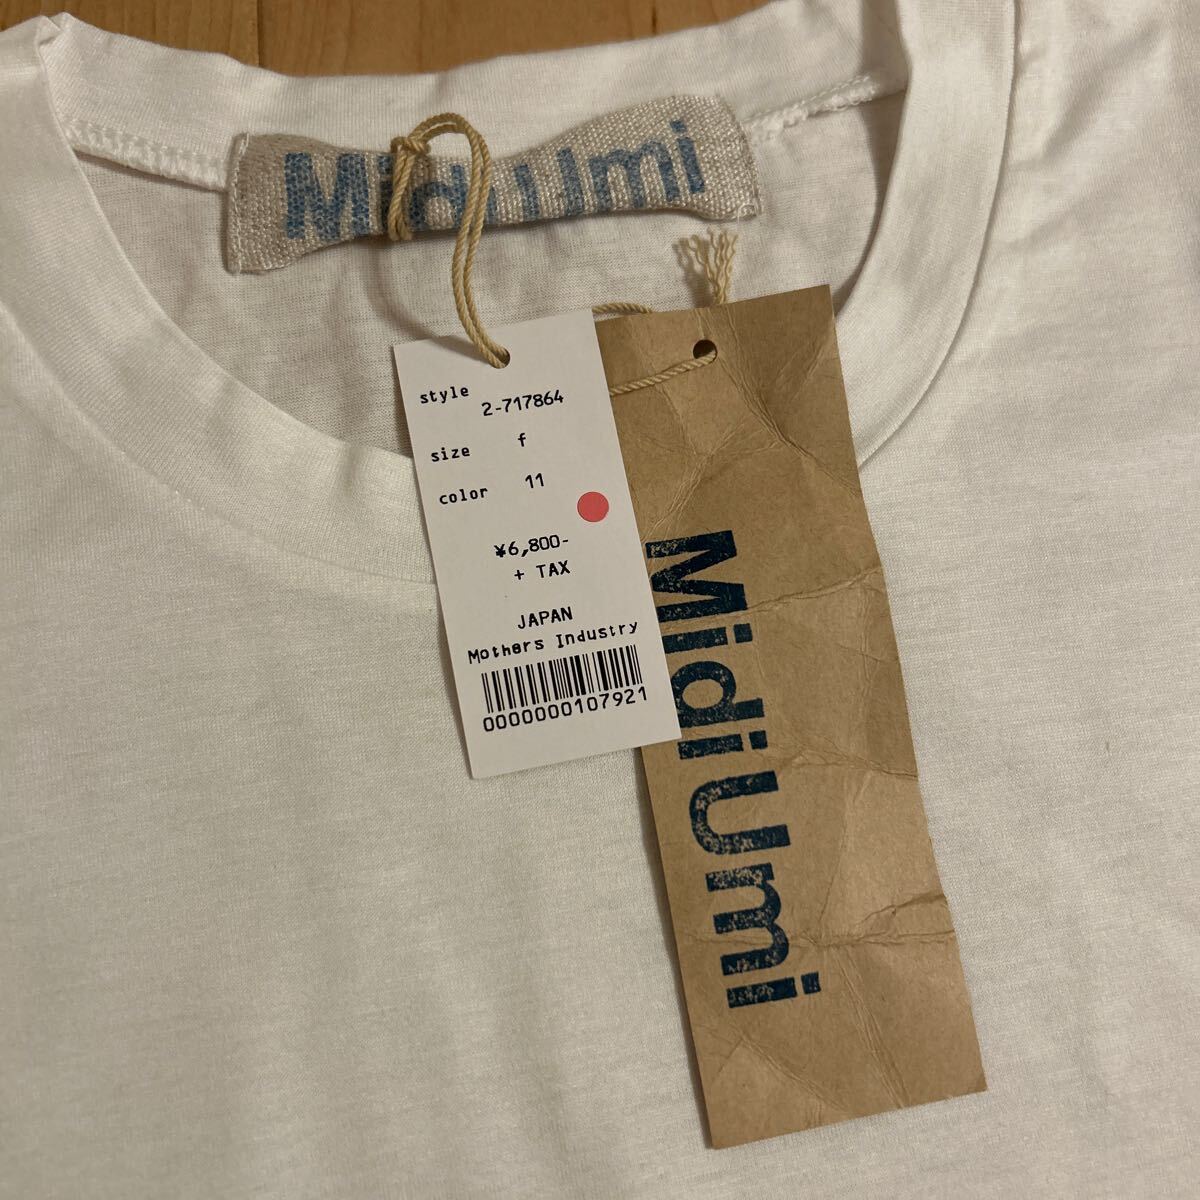 MidiUmi
style 2-717864
size f
color 11
¥6,800-
+ TAX
JAPAN
Mothers Industry
0000000107921
MidiUmi